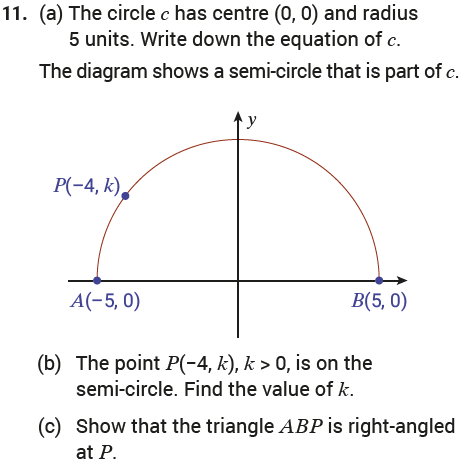 11. (a) The circle c has centre (0, 0) and radius
5 units. Write down the equation of c.
The diagram shows a semi-circle that is part of c.
y
P(−4, k)
A(−5, 0)
B(5, 0)
(b) The point P(−4, k), k > 0, is on the
semi-circle. Find the value of k.
(c) Show that the triangle ABP is right-angled
at P.